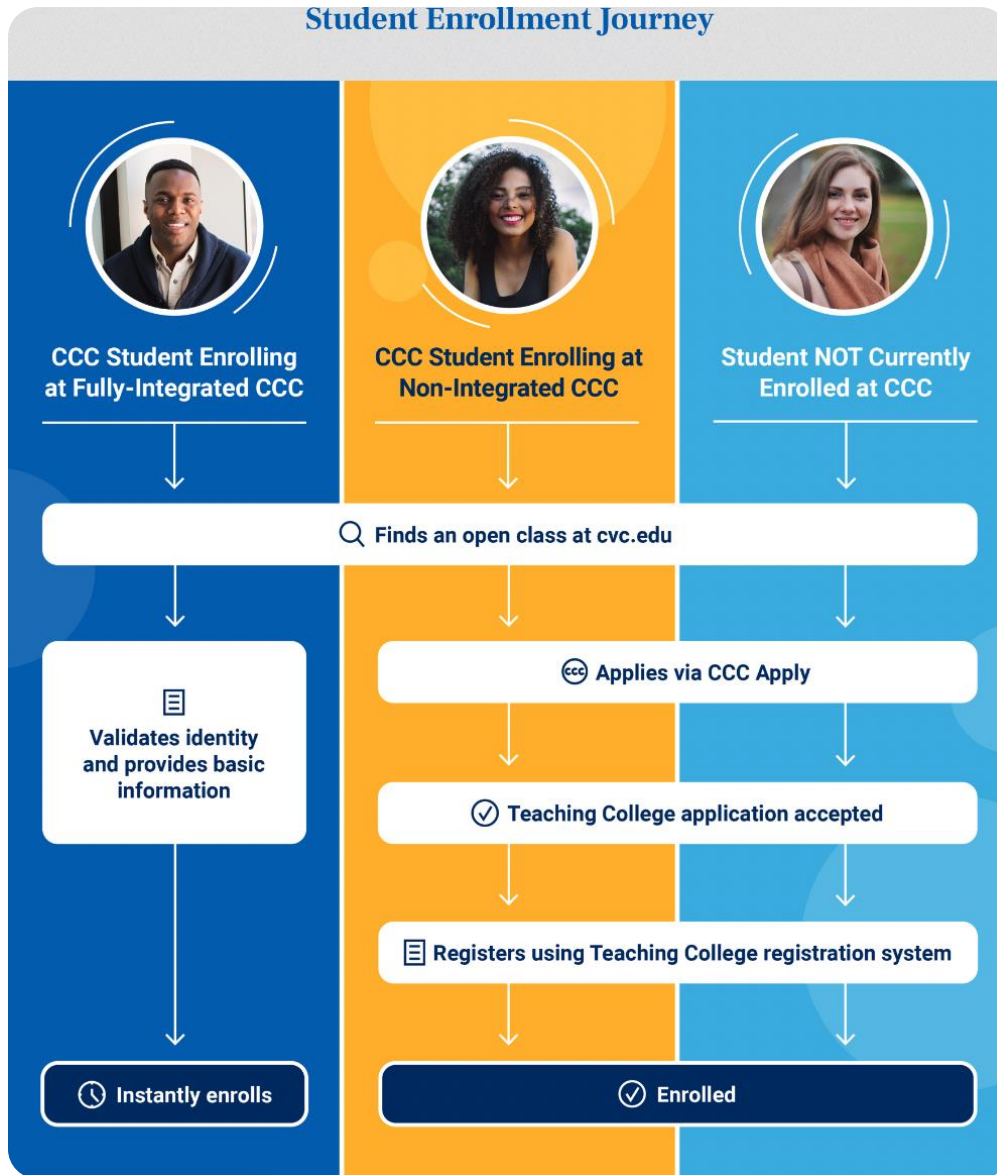 Student Enrollment Journey
CCC Student Enrolling
at Fully-Integrated CCC
CCC Student Enrolling at
Non-Integrated CCC
Student NOT Currently
Enrolled at CCC
Finds an open class at cvc.edu
Validates identity
and provides basic
information
CCC Applies via CCC Apply
Teaching College application accepted
Registers using Teaching College registration system
Instantly enrolls
Enrolled